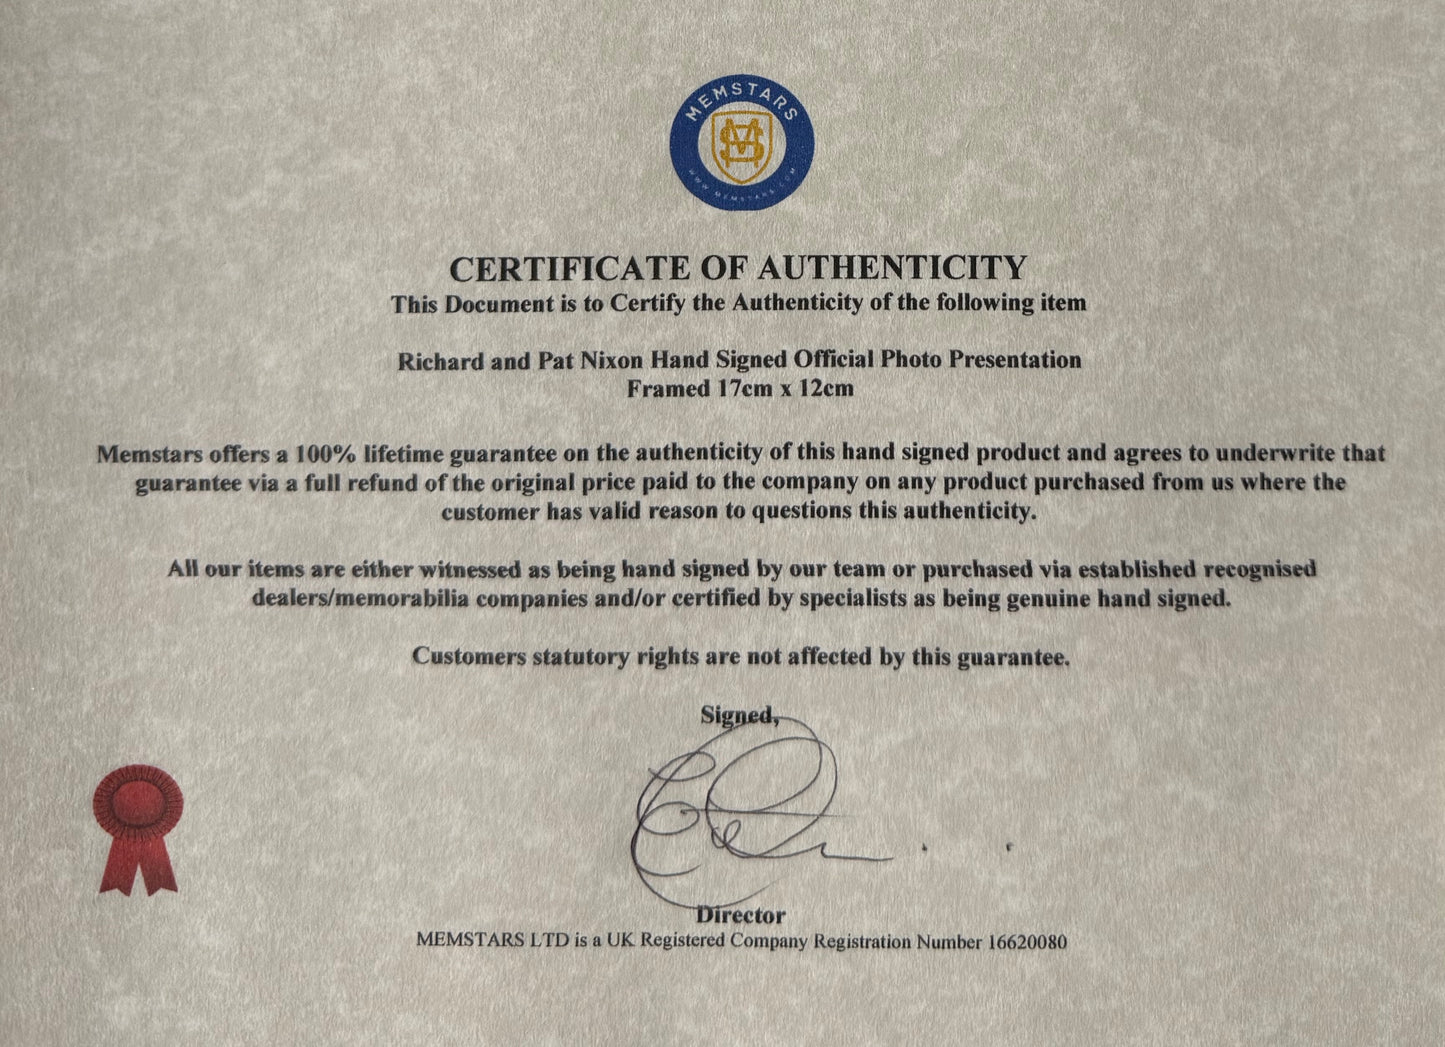 MEMSTARS
MS
WWW.MEMSTARS.COM
CERTIFICATE OF AUTHENTICITY
This Document is to Certify the Authenticity of the following item
Richard and Pat Nixon Hand Signed Official Photo Presentation
Framed 17cm x 12cm
Memstars offers a 100% lifetime guarantee on the authenticity of this hand signed product and agrees to underwrite that
guarantee via a full refund of the original price paid to the company on any product purchased from us where the
customer has valid reason to questions this authenticity.
All our items are either witnessed as being hand signed by our team or purchased via established recognised
dealers/memorabilia companies and/or certified by specialists as being genuine hand signed.
Customers statutory rights are not affected by this guarantee.
Signed,
Director
MEMSTARS LTD is a UK Registered Company Registration Number 16620080